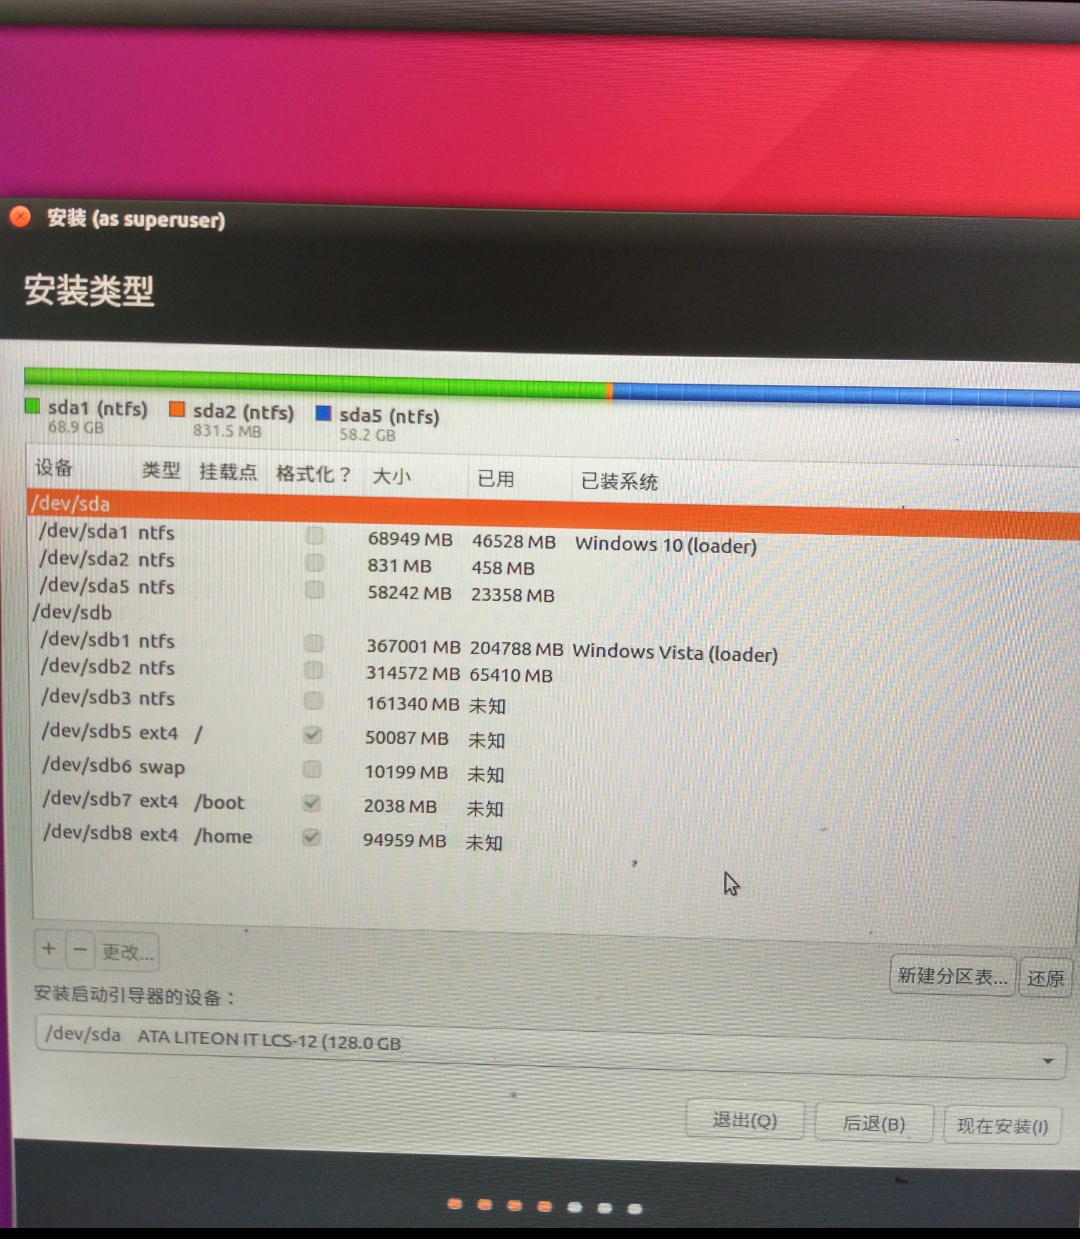 安装 (as superuser)
安装类型
sda1 (ntfs) sda2 (ntfs) sda5 (ntfs)
68.9 GB 831.5 MB 58.2 GB
设备 类型 挂载点 格式化？ 大小 已用 已装系统
/dev/sda
/dev/sda1 ntfs 68949 MB 46528 MB Windows 10 (loader)
/dev/sda2 ntfs 831 MB 458 MB
/dev/sda5 ntfs 58242 MB 23358 MB
/dev/sdb
/dev/sdb1 ntfs 367001 MB 204788 MB Windows Vista (loader)
/dev/sdb2 ntfs 314572 MB 65410 MB
/dev/sdb3 ntfs 161340 MB 未知
/dev/sdb5 ext4 / 50087 MB 未知
/dev/sdb6 swap 10199 MB 未知
/dev/sdb7 ext4 /boot 2038 MB 未知
/dev/sdb8 ext4 /home 94959 MB 未知
+ − 更改...
新建分区表... 还原
安装启动引导器的设备：
/dev/sda ATA LITEON IT LCS-12 (128.0 GB
退出(Q) 后退(B) 现在安装(I)